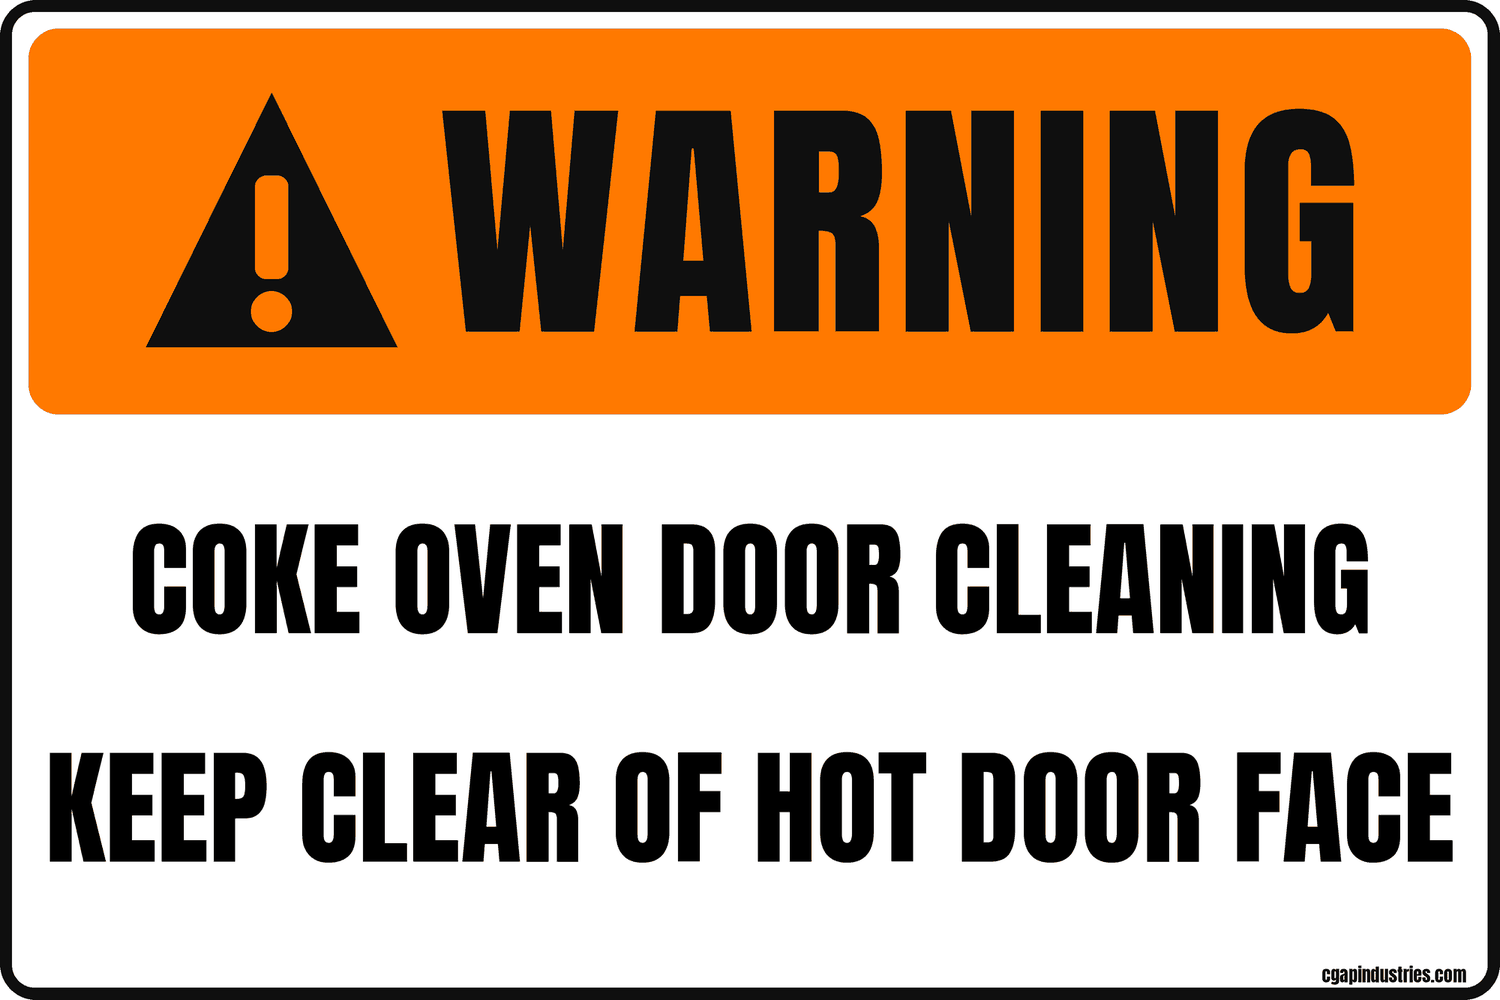 WARNING
COKE OVEN DOOR CLEANING
KEEP CLEAR OF HOT DOOR FACE
cgapindustries.com